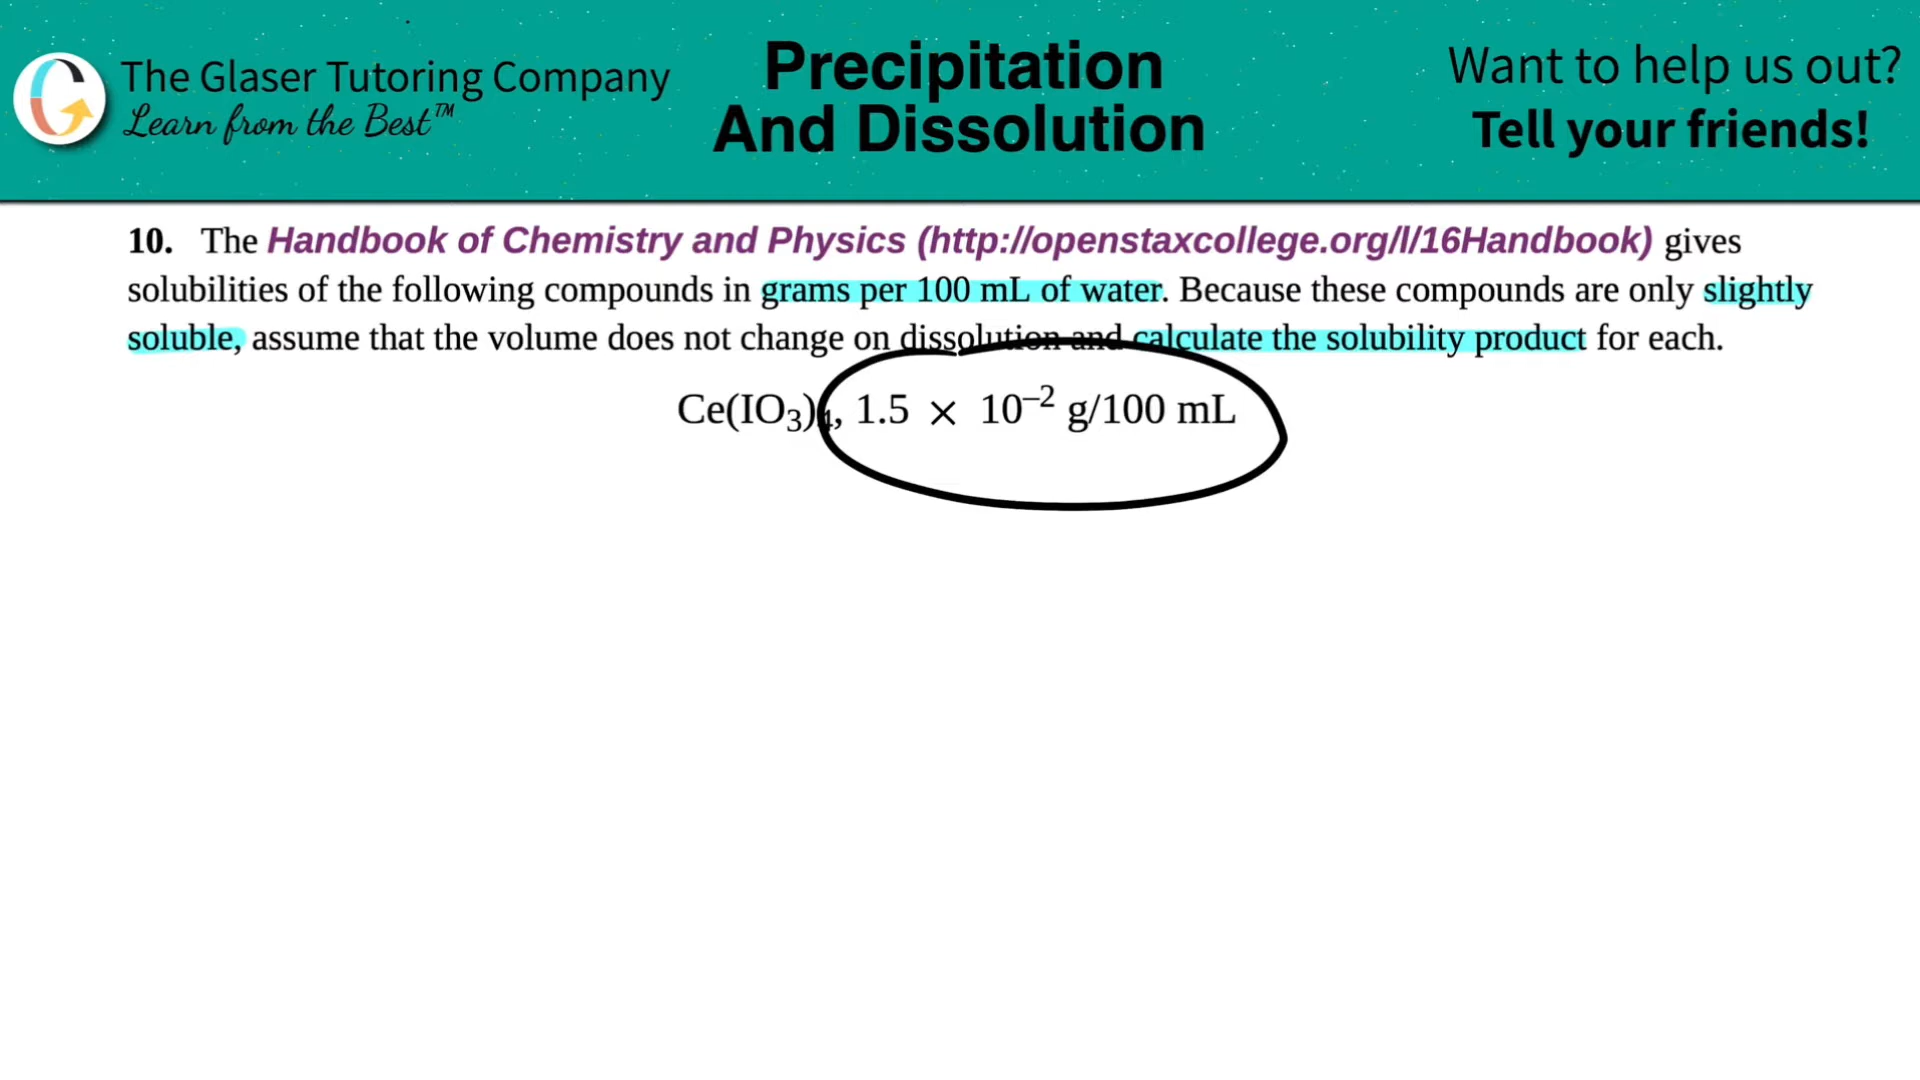 The Glaser Tutoring Company
Learn from the Best™
Precipitation
And Dissolution
Want to help us out?
Tell your friends!
10. The Handbook of Chemistry and Physics (http://openstaxcollege.org/l/16Handbook) gives
solubilities of the following compounds in grams per 100 mL of water. Because these compounds are only slightly
soluble, assume that the volume does not change on dissolution and calculate the solubility product for each.
Ce(IO₃)₄, 1.5 × 10⁻² g/100 mL